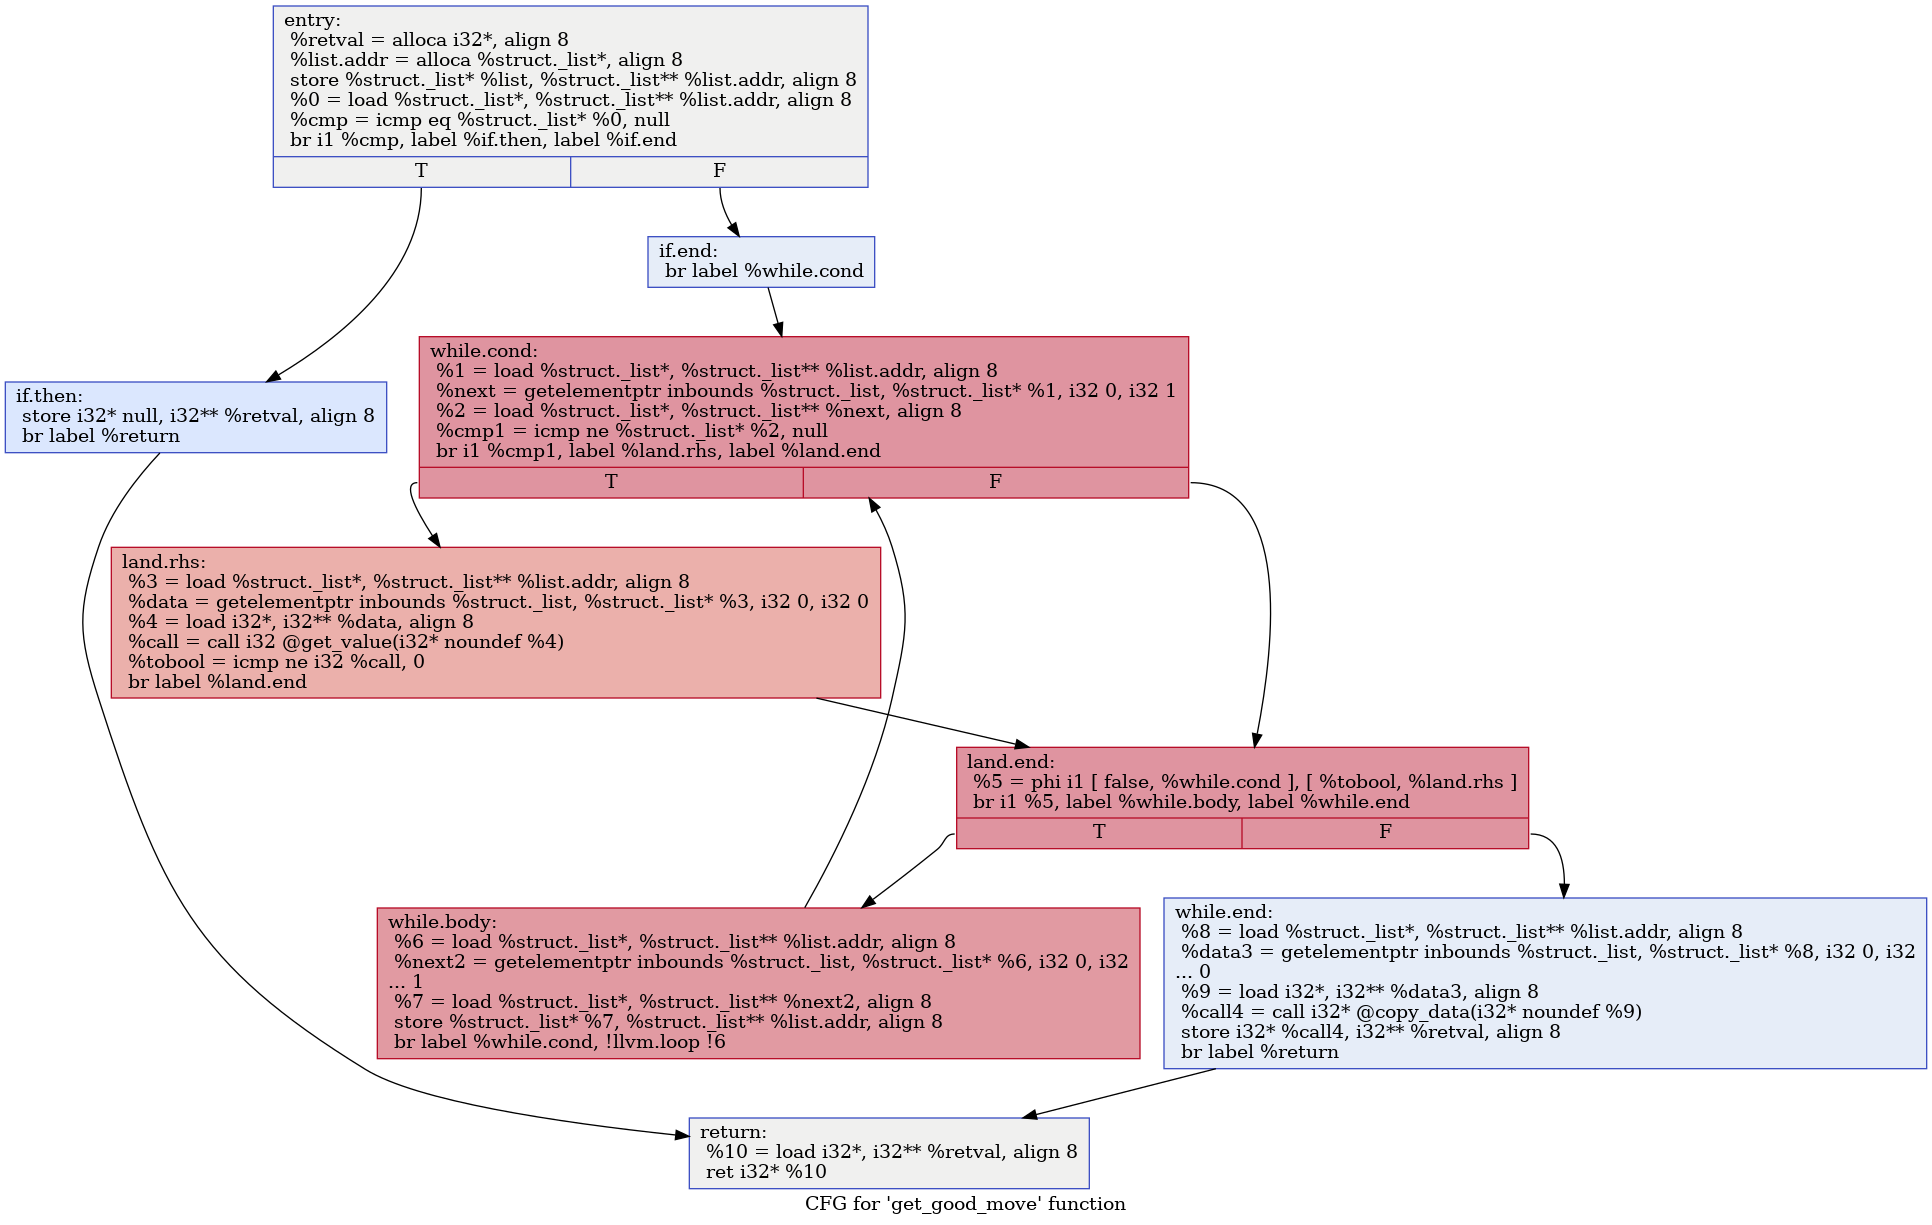 entry:
%retval = alloca i32*, align 8
%list.addr = alloca %struct._list*, align 8
store %struct._list* %list, %struct._list** %list.addr, align 8
%0 = load %struct._list*, %struct._list** %list.addr, align 8
%cmp = icmp eq %struct._list* %0, null
br i1 %cmp, label %if.then, label %if.end
T F
if.end:
br label %while.cond
while.cond:
%1 = load %struct._list*, %struct._list** %list.addr, align 8
%next = getelementptr inbounds %struct._list, %struct._list* %1, i32 0, i32 1
%2 = load %struct._list*, %struct._list** %next, align 8
%cmp1 = icmp ne %struct._list* %2, null
br i1 %cmp1, label %land.rhs, label %land.end
T F
if.then:
store i32* null, i32** %retval, align 8
br label %return
land.rhs:
%3 = load %struct._list*, %struct._list** %list.addr, align 8
%data = getelementptr inbounds %struct._list, %struct._list* %3, i32 0, i32 0
%4 = load i32*, i32** %data, align 8
%call = call i32 @get_value(i32* noundef %4)
%tobool = icmp ne i32 %call, 0
br label %land.end
land.end:
%5 = phi i1 [ false, %while.cond ], [ %tobool, %land.rhs ]
br i1 %5, label %while.body, label %while.end
T F
while.body:
%6 = load %struct._list*, %struct._list** %list.addr, align 8
%next2 = getelementptr inbounds %struct._list, %struct._list* %6, i32 0, i32
... 1
%7 = load %struct._list*, %struct._list** %next2, align 8
store %struct._list* %7, %struct._list** %list.addr, align 8
br label %while.cond, !llvm.loop !6
while.end:
%8 = load %struct._list*, %struct._list** %list.addr, align 8
%data3 = getelementptr inbounds %struct._list, %struct._list* %8, i32 0, i32
... 0
%9 = load i32*, i32** %data3, align 8
%call4 = call i32* @copy_data(i32* noundef %9)
store i32* %call4, i32** %retval, align 8
br label %return
return:
%10 = load i32*, i32** %retval, align 8
ret i32* %10
CFG for 'get_good_move' function